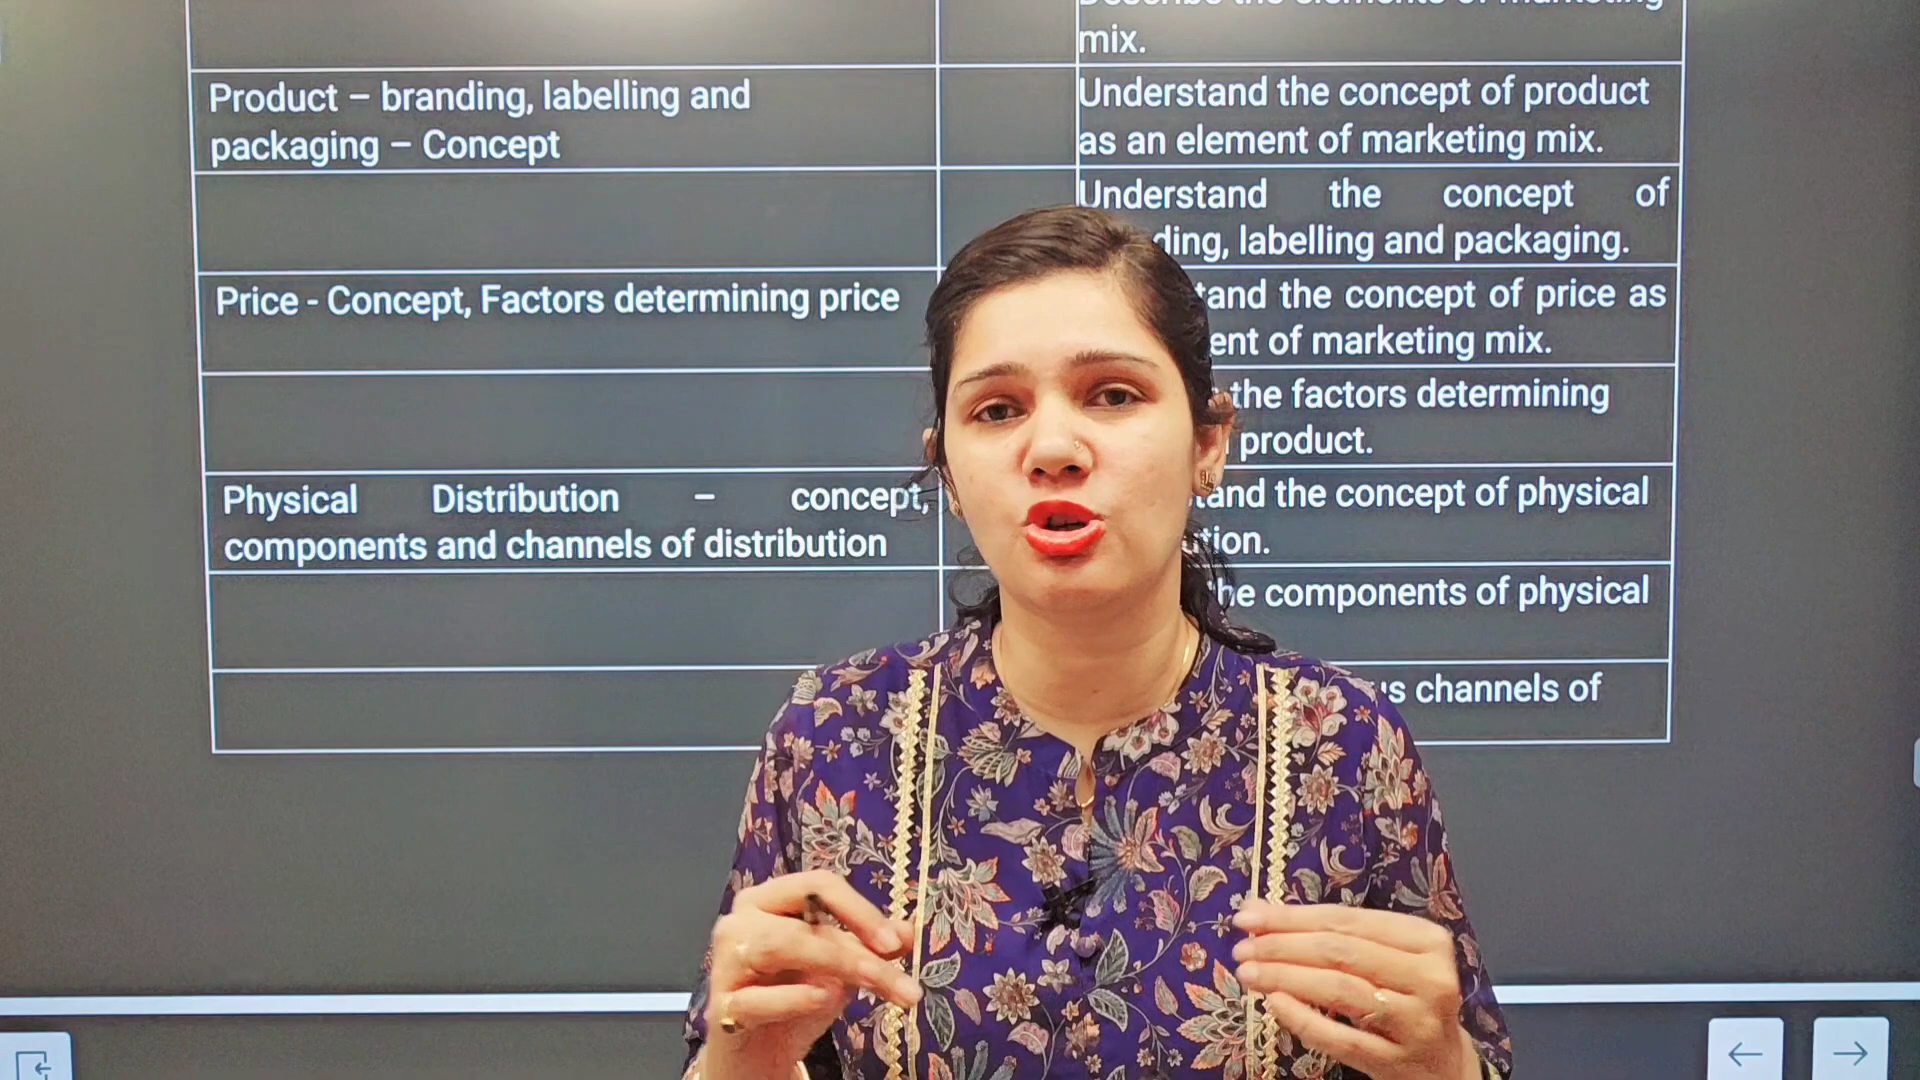 mix.
Product – branding, labelling and
packaging – Concept
Understand the concept of product
as an element of marketing mix.
Understand the concept of
ding, labelling and packaging.
Price - Concept, Factors determining price
tand the concept of price as
ent of marketing mix.
the factors determining
product.
Physical Distribution – concept,
components and channels of distribution
tand the concept of physical
ution.
he components of physical
s channels of